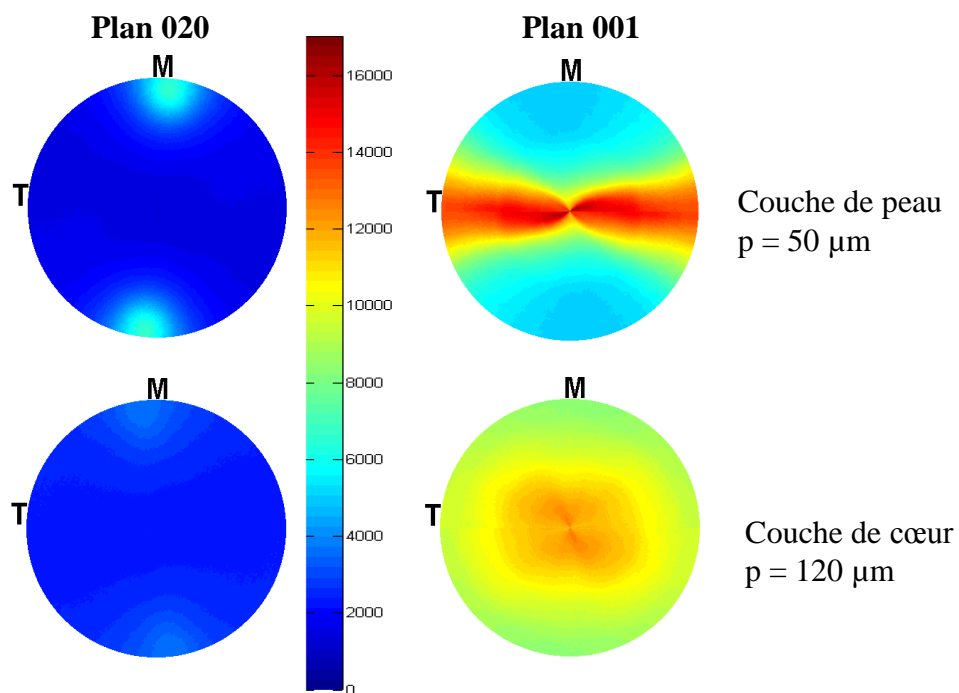 Plan 020
Plan 001
M
M
16000
14000
12000
10000
8000
6000
4000
2000
0
T
T
Couche de peau
p = 50 µm
M
M
T
T
Couche de cœur
p = 120 µm